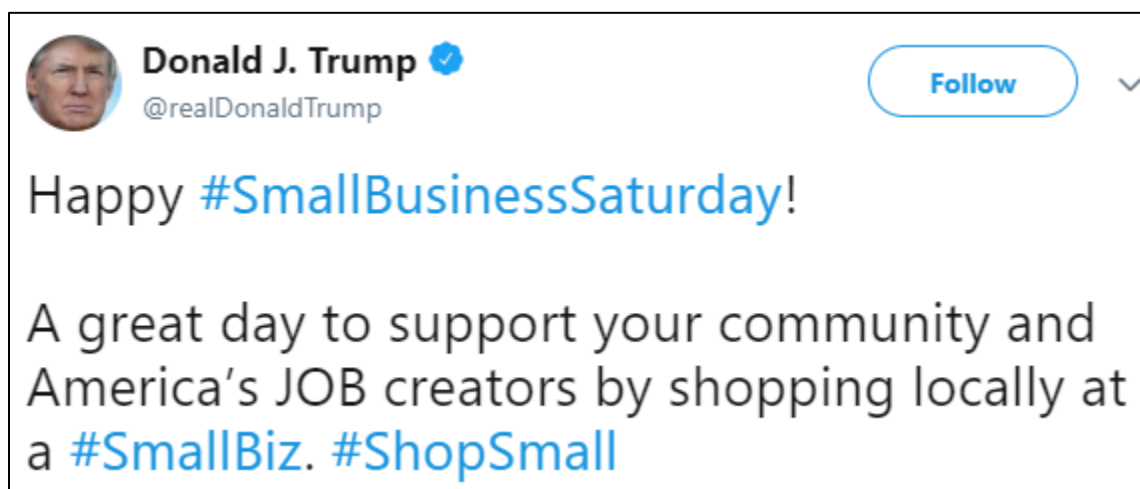 Donald J. Trump
@realDonaldTrump
Follow
Happy #SmallBusinessSaturday!
A great day to support your community and
America's JOB creators by shopping locally at
a #SmallBiz. #ShopSmall